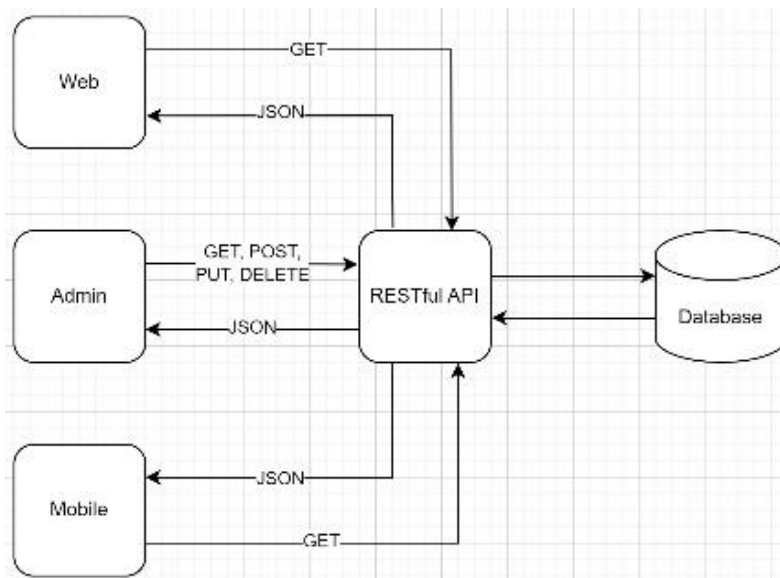 Web
GET
JSON
Admin
GET, POST,
PUT, DELETE
JSON
RESTful API
Database
Mobile
JSON
GET